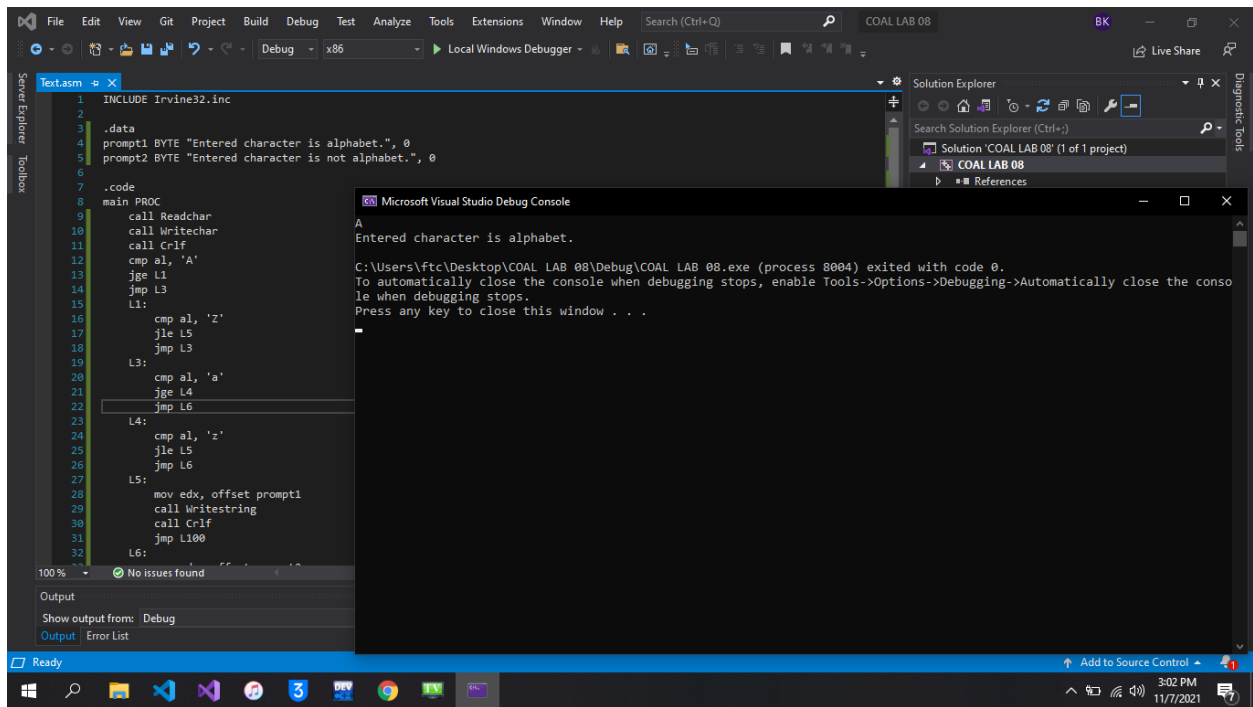 File Edit View Git Project Build Debug Test Analyze Tools Extensions Window Help Search (Ctrl+Q) COAL LAB 08 BK
Debug x86 Local Windows Debugger Live Share
Server Explorer
Toolbox
Text.asm
1 INCLUDE Irvine32.inc
2
3 .data
4 prompt1 BYTE "Entered character is alphabet.", 0
5 prompt2 BYTE "Entered character is not alphabet.", 0
6
7 .code
8 main PROC
9 call Readchar
10 call Writechar
11 call Crlf
12 cmp al, 'A'
13 jge L1
14 jmp L3
15 L1:
16 cmp al, 'Z'
17 jle L5
18 jmp L3
19 L3:
20 cmp al, 'a'
21 jge L4
22 jmp L6
23 L4:
24 cmp al, 'z'
25 jle L5
26 jmp L6
27 L5:
28 mov edx, offset prompt1
29 call Writestring
30 call Crlf
31 jmp L100
32 L6:
100 % No issues found
Output
Show output from: Debug
Output Error List
Solution Explorer
Search Solution Explorer (Ctrl+;)
Solution 'COAL LAB 08' (1 of 1 project)
COAL LAB 08
References
Diagnostic Tools
Microsoft Visual Studio Debug Console
A
Entered character is alphabet.
C:\Users\ftc\Desktop\COAL LAB 08\Debug\COAL LAB 08.exe (process 8004) exited with code 0.
To automatically close the console when debugging stops, enable Tools->Options->Debugging->Automatically close the conso
le when debugging stops.
Press any key to close this window . . .
Ready Add to Source Control 1
3
DEV
TV
3:02 PM
11/7/2021
7